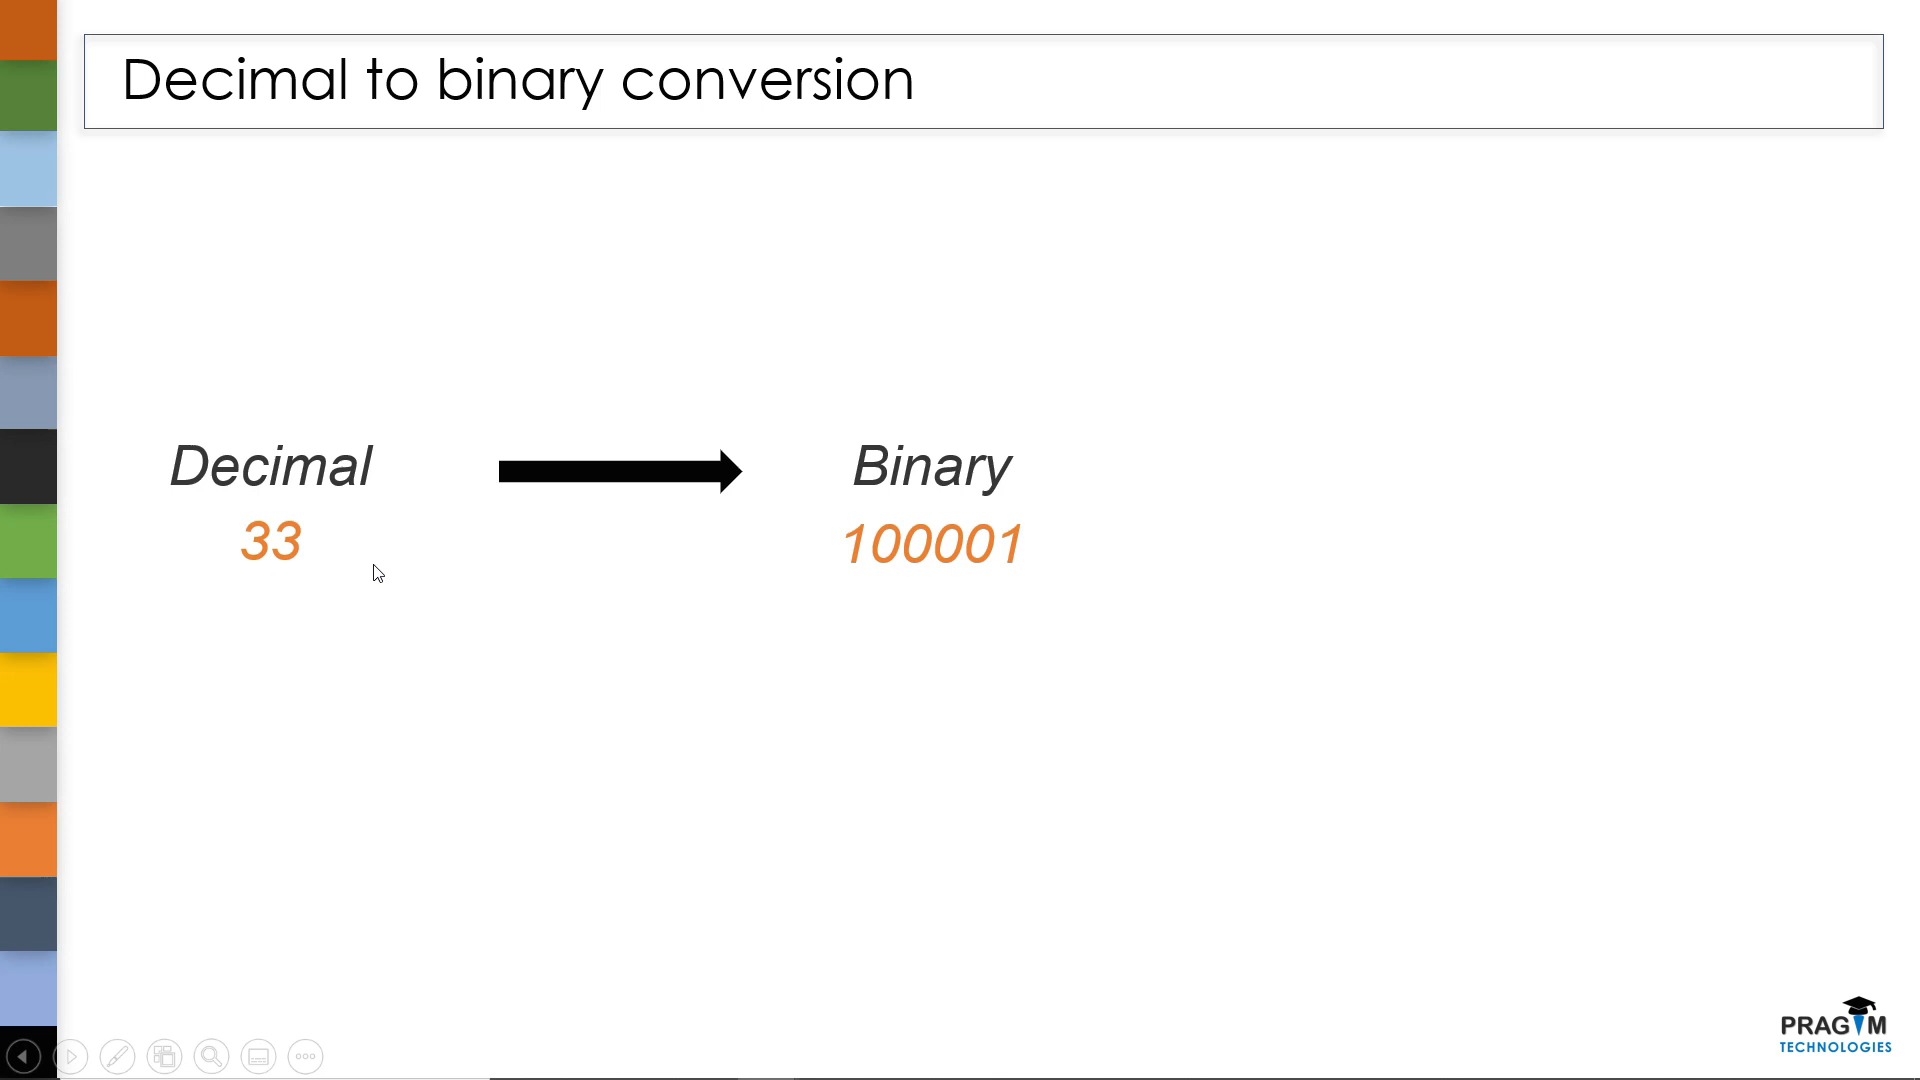 Decimal to binary conversion
Decimal
Binary
33
100001
PRAGIM
TECHNOLOGIES